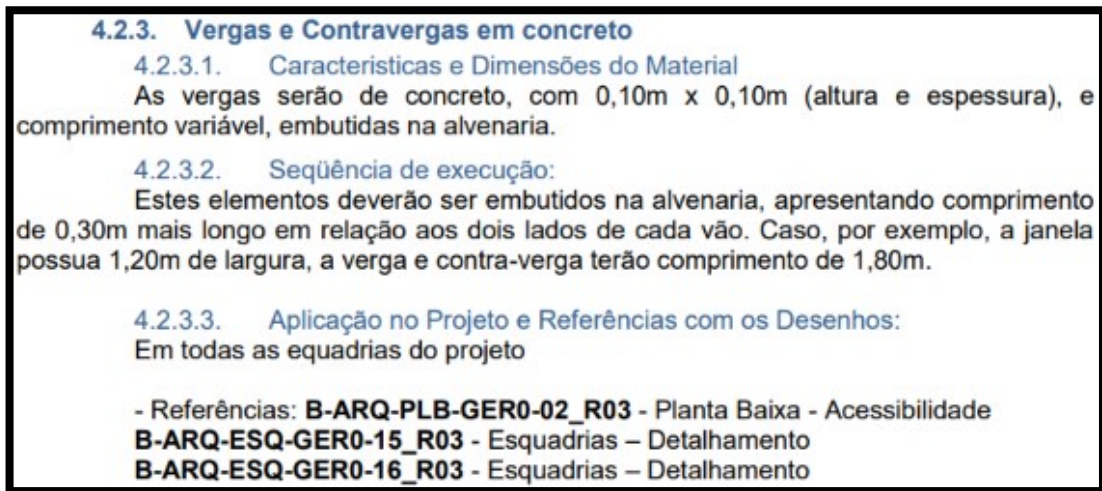 4.2.3. Vergas e Contravergas em concreto
4.2.3.1. Caracteristicas e Dimensões do Material
As vergas serão de concreto, com 0,10m x 0,10m (altura e espessura), e
comprimento variável, embutidas na alvenaria.
4.2.3.2. Seqüência de execução:
Estes elementos deverão ser embutidos na alvenaria, apresentando comprimento
de 0,30m mais longo em relação aos dois lados de cada vão. Caso, por exemplo, a janela
possua 1,20m de largura, a verga e contra-verga terão comprimento de 1,80m.
4.2.3.3. Aplicação no Projeto e Referências com os Desenhos:
Em todas as equadrias do projeto
- Referências: B-ARQ-PLB-GER0-02_R03 - Planta Baixa - Acessibilidade
B-ARQ-ESQ-GER0-15_R03 - Esquadrias – Detalhamento
B-ARQ-ESQ-GER0-16_R03 - Esquadrias – Detalhamento